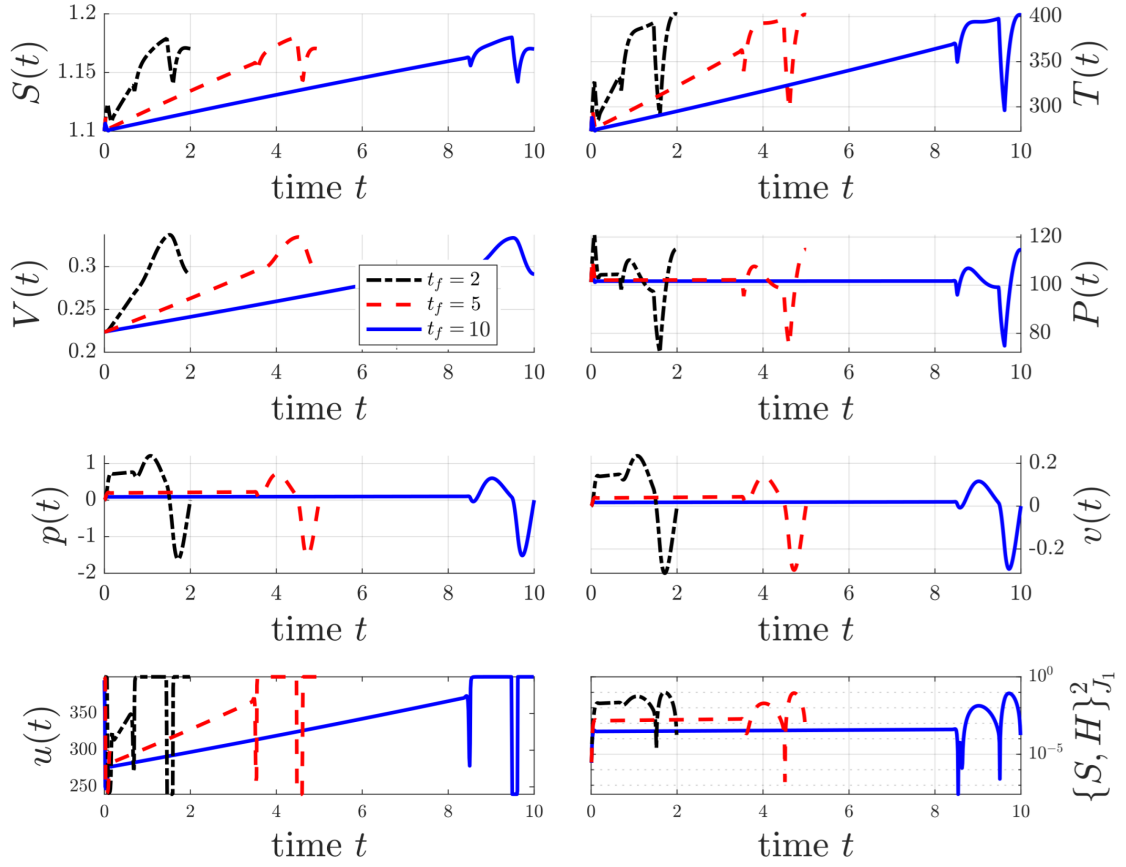 1.2
1.15
1.1
S(t)
0 2 4 6 8 10
time t
400
350
300
T(t)
0 2 4 6 8 10
time t
0.3
0.25
0.2
V(t)
t_f = 2
t_f = 5
t_f = 10
0 2 4 6 8 10
time t
120
100
80
P(t)
0 2 4 6 8 10
time t
1
0
-1
-2
p(t)
0 2 4 6 8 10
time t
0.2
0
-0.2
v(t)
0 2 4 6 8 10
time t
350
300
250
u(t)
0 2 4 6 8 10
time t
10^0
10^-5
{S, H}^2_{J_1}
0 2 4 6 8 10
time t